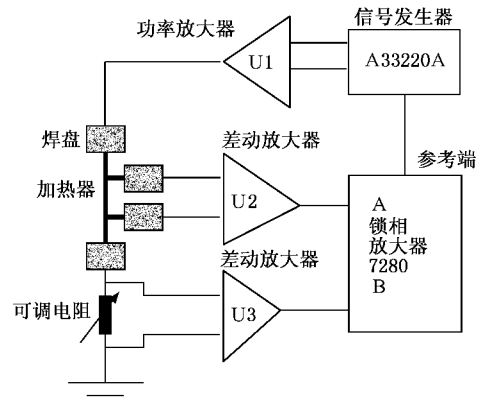 信号发生器
功率放大器
U1
A33220A
焊盘
差动放大器
参考端
加热器
U2
A
锁相
放大器
7280
B
差动放大器
可调电阻
U3